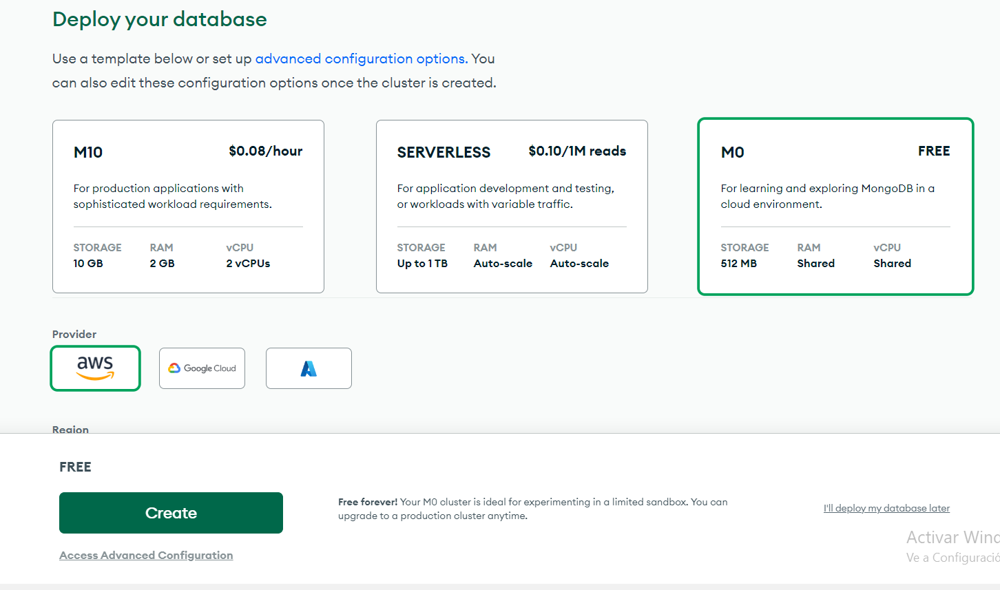 Deploy your database
Use a template below or set up advanced configuration options. You
can also edit these configuration options once the cluster is created.
M10 $0.08/hour
For production applications with
sophisticated workload requirements.
STORAGE RAM vCPU
10 GB 2 GB 2 vCPUs
SERVERLESS $0.10/1M reads
For application development and testing,
or workloads with variable traffic.
STORAGE RAM vCPU
Up to 1 TB Auto-scale Auto-scale
M0 FREE
For learning and exploring MongoDB in a
cloud environment.
STORAGE RAM vCPU
512 MB Shared Shared
Provider
aws Google Cloud
Region
FREE
Create
Access Advanced Configuration
Free forever! Your M0 cluster is ideal for experimenting in a limited sandbox. You can
upgrade to a production cluster anytime.
I'll deploy my database later
Activar Wind
Ve a Configuració